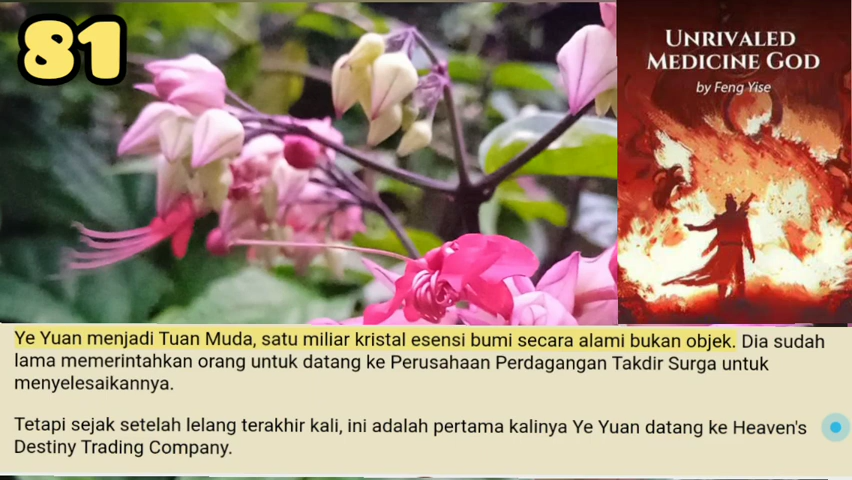 81
UNRIVALED
MEDICINE GOD
by Feng Yise
Ye Yuan menjadi Tuan Muda, satu miliar kristal esensi bumi secara alami bukan objek. Dia sudah
lama memerintahkan orang untuk datang ke Perusahaan Perdagangan Takdir Surga untuk
menyelesaikannya.
Tetapi sejak setelah lelang terakhir kali, ini adalah pertama kalinya Ye Yuan datang ke Heaven's
Destiny Trading Company.